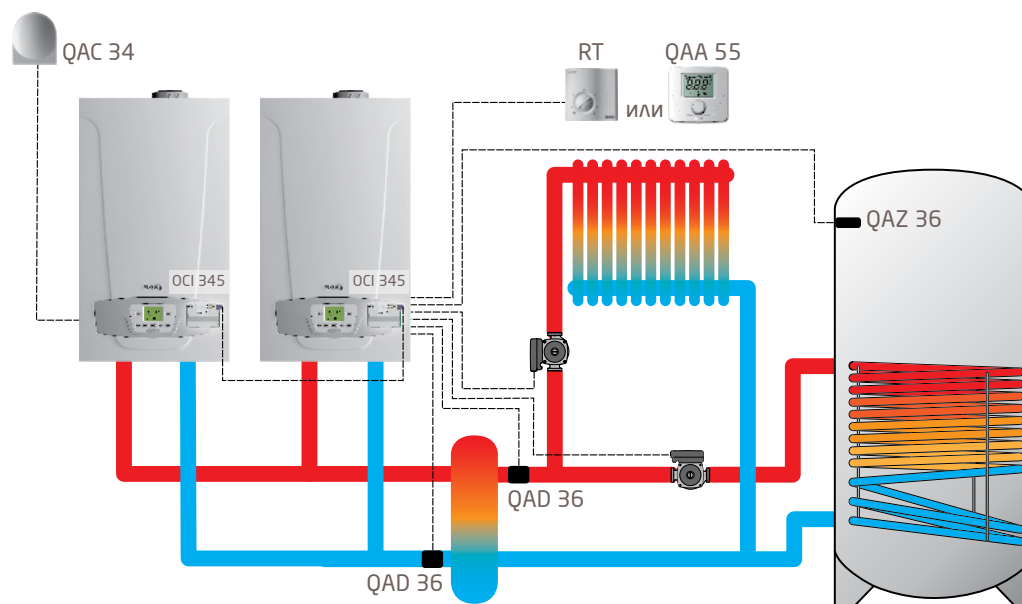 QAC 34
RT
QAA 55
или
QAZ 36
OCI 345
OCI 345
QAD 36
QAD 36